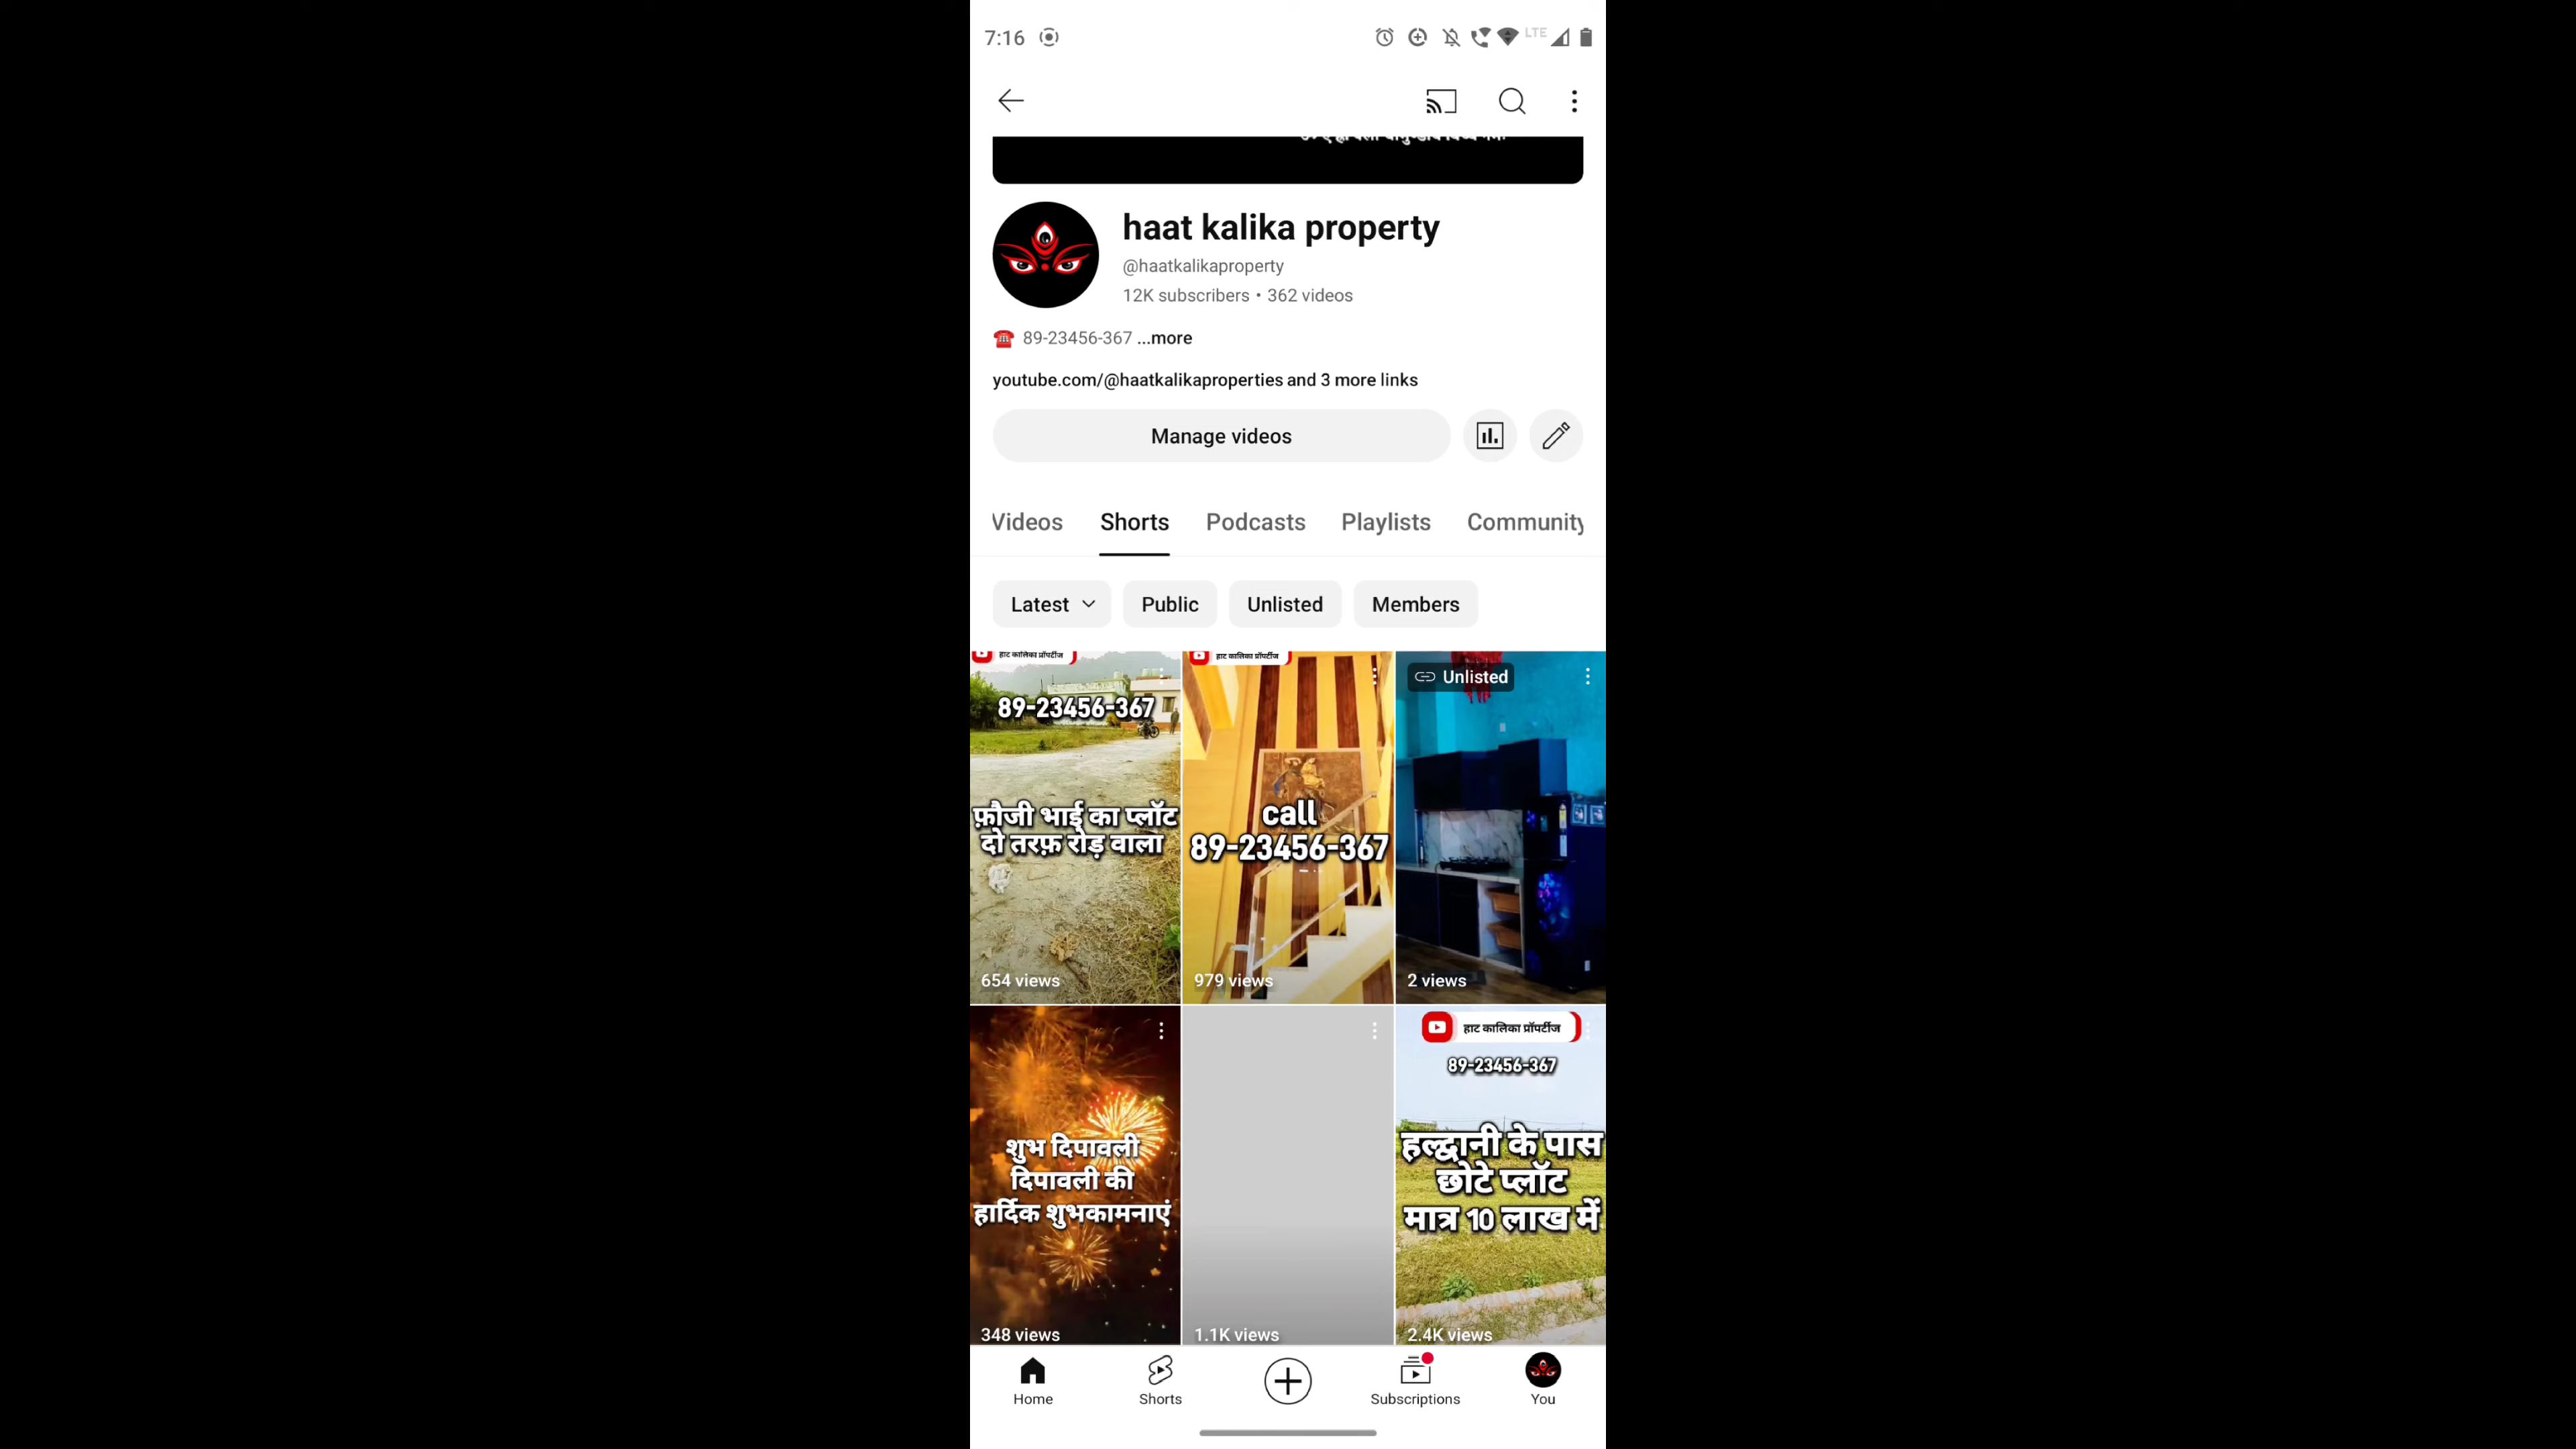 7:16
LTE
haat kalika property
@haatkalikaproperty
12K subscribers • 362 videos
☎️ 89-23456-367 ...more
youtube.com/@haatkalikaproperties and 3 more links
Manage videos
Videos Shorts Podcasts Playlists Community
Latest Public Unlisted Members
हाट कालिका प्रॉपर्टीज
89-23456-367
फ़ौजी भाई का प्लॉट
दो तरफ़ रोड़ वाला
654 views
हाट कालिका प्रॉपर्टीज
call
89-23456-367
979 views
Unlisted
2 views
शुभ दिपावली
दिपावली की
हार्दिक शुभकामनाएं
348 views
1.1K views
हाट कालिका प्रॉपर्टीज
89-23456-367
हल्द्वानी के पास
छोटे प्लॉट
मात्र 10 लाख में
2.4K views
Home Shorts Subscriptions You